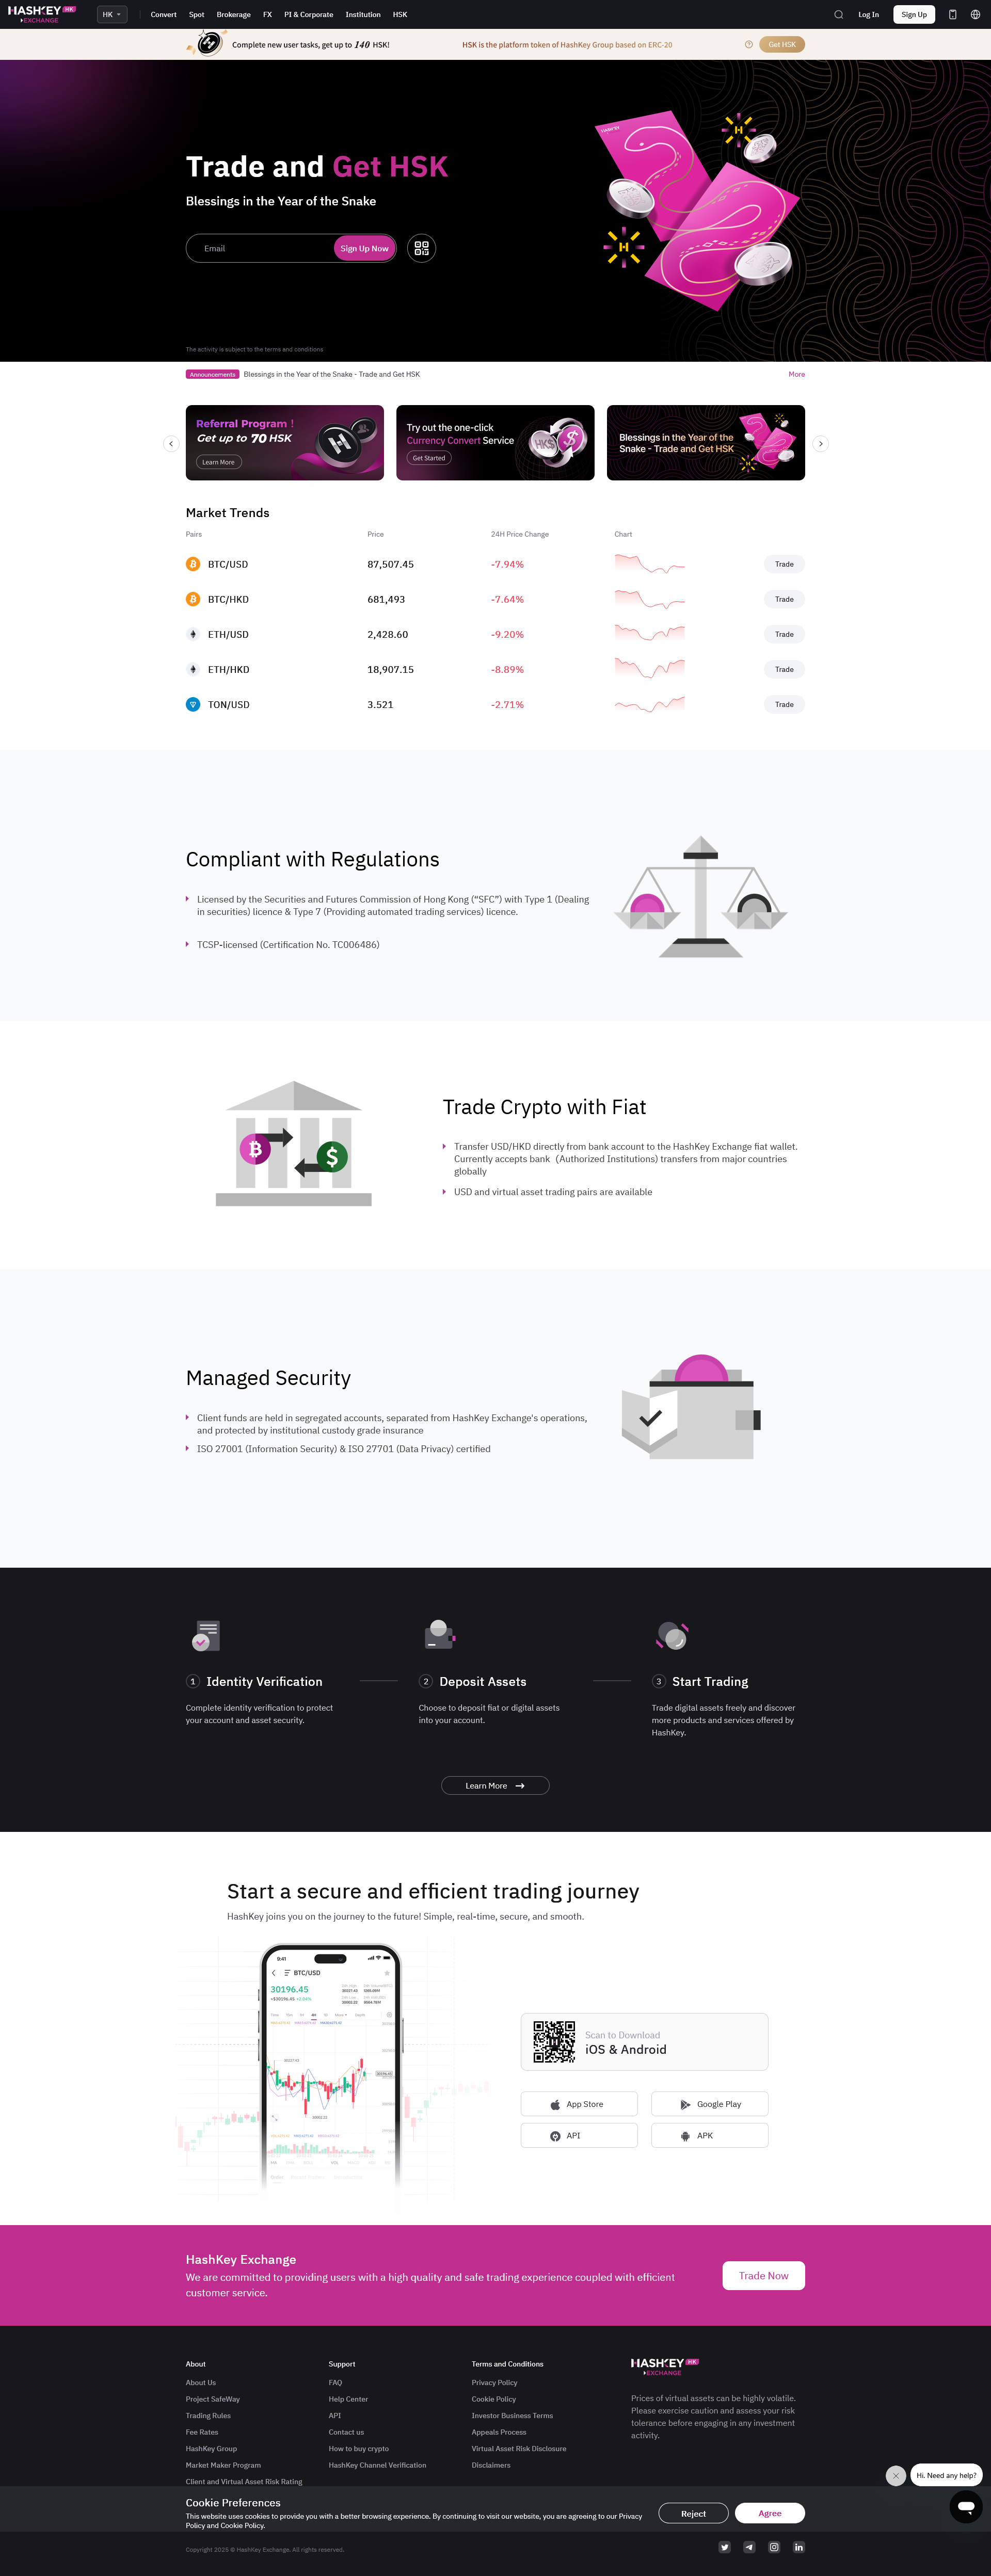 HASHKEY HK
EXCHANGE
HK
Convert Spot Brokerage FX PI & Corporate Institution HSK
Log In
Sign Up
Complete new user tasks, get up to 140 HSK!
HSK is the platform token of HashKey Group based on ERC-20
Get HSK
Trade and Get HSK
Blessings in the Year of the Snake
Email
Sign Up Now
HASHKEY
The activity is subject to the terms and conditions
Announcements
Blessings in the Year of the Snake - Trade and Get HSK
More
Referral Program !
Get up to 70 HSK
Learn More
Try out the one-click
Currency Convert Service
Get Started
HK$ $
Blessings in the Year of the
Snake - Trade and Get HSK
Market Trends
Pairs Price 24H Price Change Chart
BTC/USD 87,507.45 -7.94% Trade
BTC/HKD 681,493 -7.64% Trade
ETH/USD 2,428.60 -9.20% Trade
ETH/HKD 18,907.15 -8.89% Trade
TON/USD 3.521 -2.71% Trade
Compliant with Regulations
Licensed by the Securities and Futures Commission of Hong Kong (“SFC”) with Type 1 (Dealing
in securities) licence & Type 7 (Providing automated trading services) licence.
TCSP-licensed (Certification No. TC006486)
Trade Crypto with Fiat
Transfer USD/HKD directly from bank account to the HashKey Exchange fiat wallet.
Currently accepts bank（Authorized Institutions) transfers from major countries
globally
USD and virtual asset trading pairs are available
Managed Security
Client funds are held in segregated accounts, separated from HashKey Exchange's operations,
and protected by institutional custody grade insurance
ISO 27001 (Information Security) & ISO 27701 (Data Privacy) certified
1 Identity Verification
Complete identity verification to protect
your account and asset security.
2 Deposit Assets
Choose to deposit fiat or digital assets
into your account.
3 Start Trading
Trade digital assets freely and discover
more products and services offered by
HashKey.
Learn More
Start a secure and efficient trading journey
HashKey joins you on the journey to the future! Simple, real-time, secure, and smooth.
9:41
BTC/USD
30196.45
Scan to Download
iOS & Android
App Store
Google Play
API
APK
HashKey Exchange
We are committed to providing users with a high quality and safe trading experience coupled with efficient
customer service.
Trade Now
About
About Us
Project SafeWay
Trading Rules
Fee Rates
HashKey Group
Market Maker Program
Client and Virtual Asset Risk Rating
Support
FAQ
Help Center
API
Contact us
How to buy crypto
HashKey Channel Verification
Terms and Conditions
Privacy Policy
Cookie Policy
Investor Business Terms
Appeals Process
Virtual Asset Risk Disclosure
Disclaimers
HASHKEY HK
EXCHANGE
Prices of virtual assets can be highly volatile.
Please exercise caution and assess your risk
tolerance before engaging in any investment
activity.
Hi. Need any help?
Cookie Preferences
This website uses cookies to provide you with a better browsing experience. By continuing to visit our website, you are agreeing to our Privacy
Policy and Cookie Policy.
Reject
Agree
Copyright 2025 © HashKey Exchange. All rights reserved.